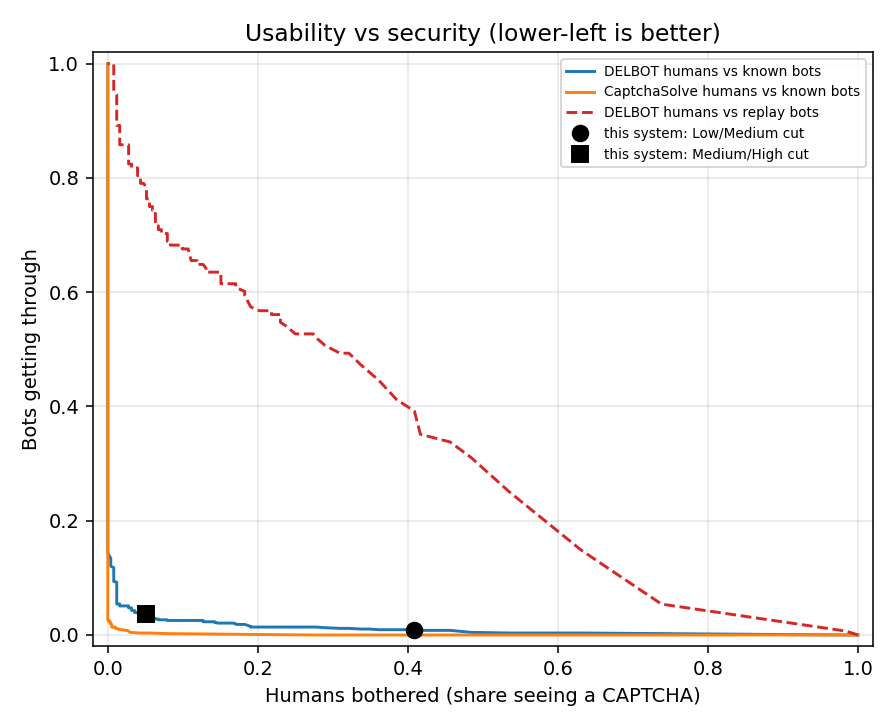 Usability vs security (lower-left is better)
DELBOT humans vs known bots
CaptchaSolve humans vs known bots
DELBOT humans vs replay bots
this system: Low/Medium cut
this system: Medium/High cut
Bots getting through
1.0
0.8
0.6
0.4
0.2
0.0
0.0 0.2 0.4 0.6 0.8 1.0
Humans bothered (share seeing a CAPTCHA)